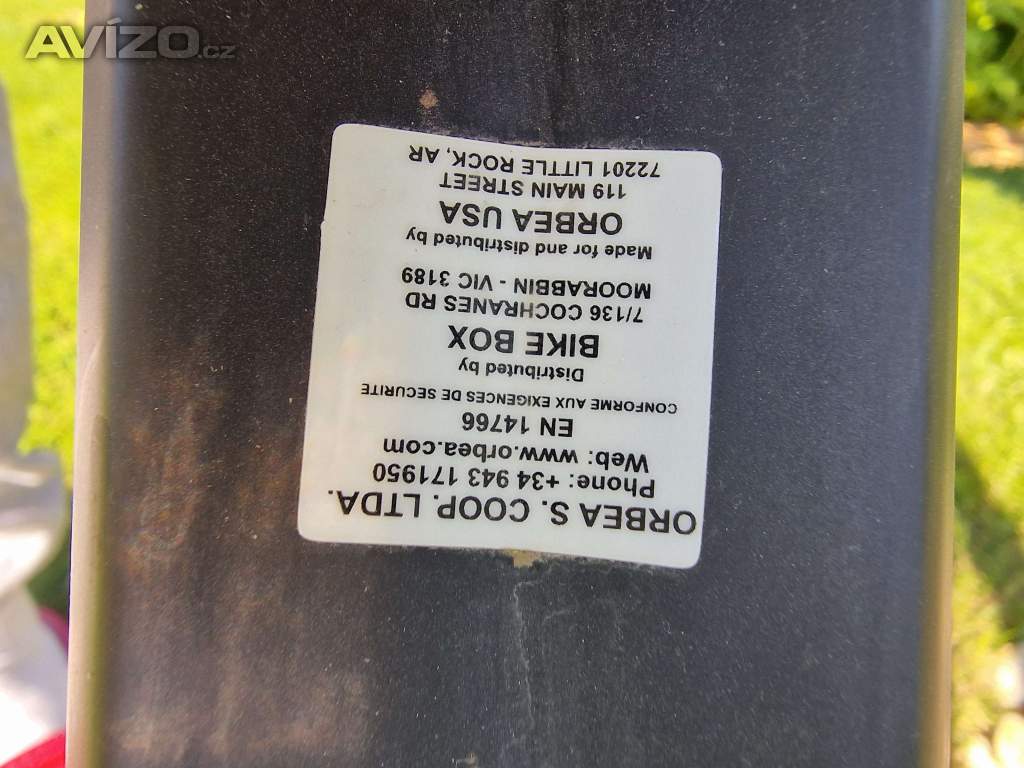 AVÍZO.cz
ORBEA S. COOP. LTDA.
Phone: +34 943 171950
Web: www.orbea.com
EN 14766
CONFORME AUX EXIGENCES DE SECURITE
Distributed by
BIKE BOX
7/136 COCHRANES RD
MOORABBIN - VIC 3189
Made for and distributed by
ORBEA USA
119 MAIN STREET
72201 LITTLE ROCK, AR